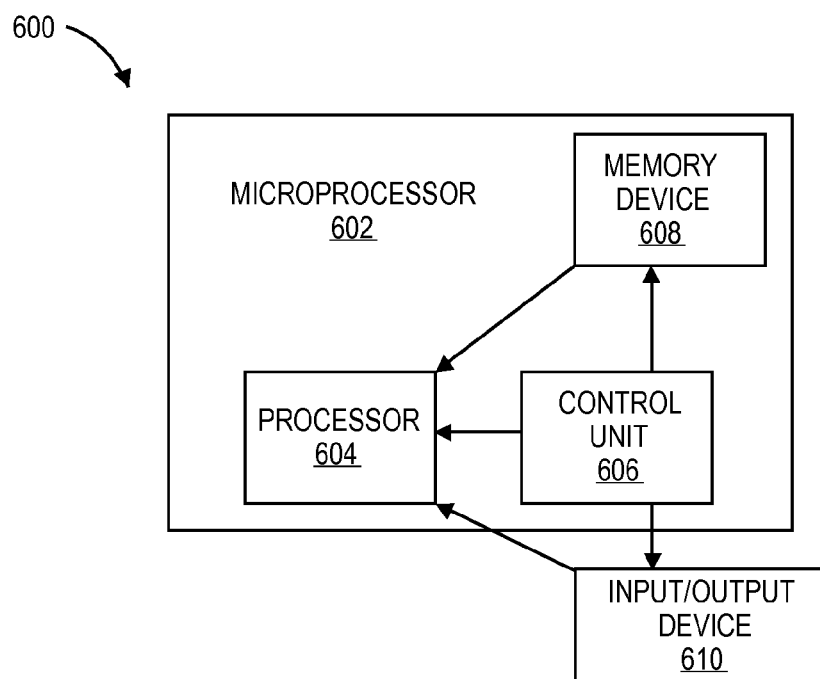 600
MICROPROCESSOR
602
MEMORY
DEVICE
608
PROCESSOR
604
CONTROL
UNIT
606
INPUT/OUTPUT
DEVICE
610